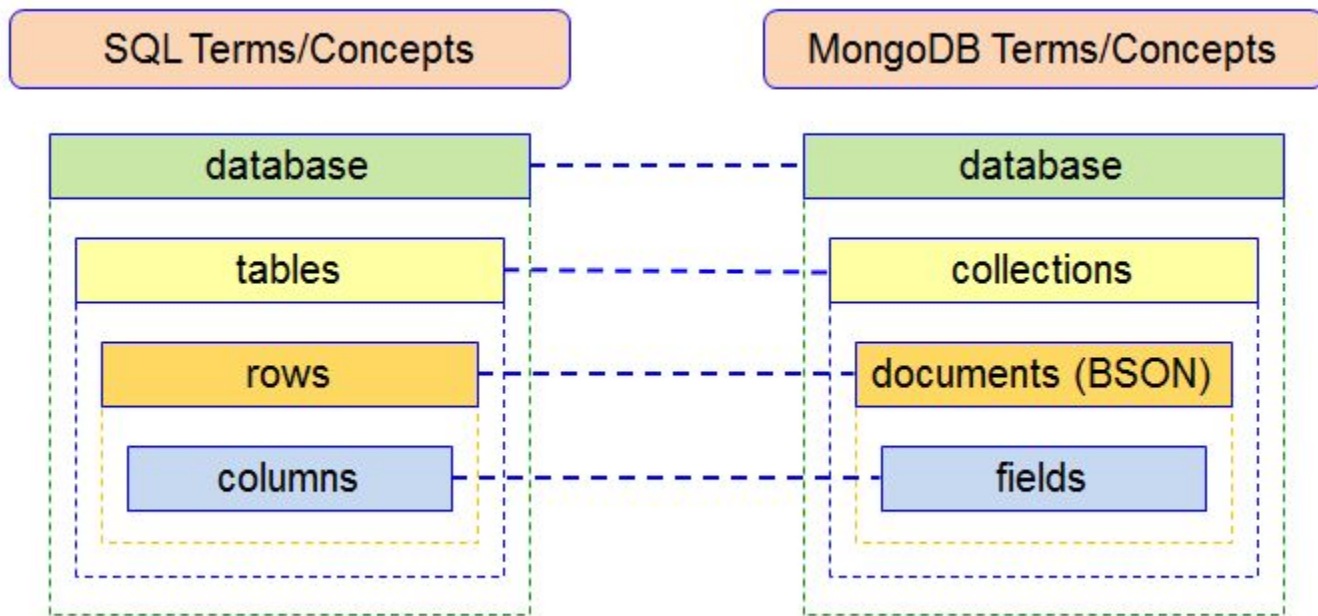 SQL Terms/Concepts
MongoDB Terms/Concepts
database
database
tables
collections
rows
documents (BSON)
columns
fields